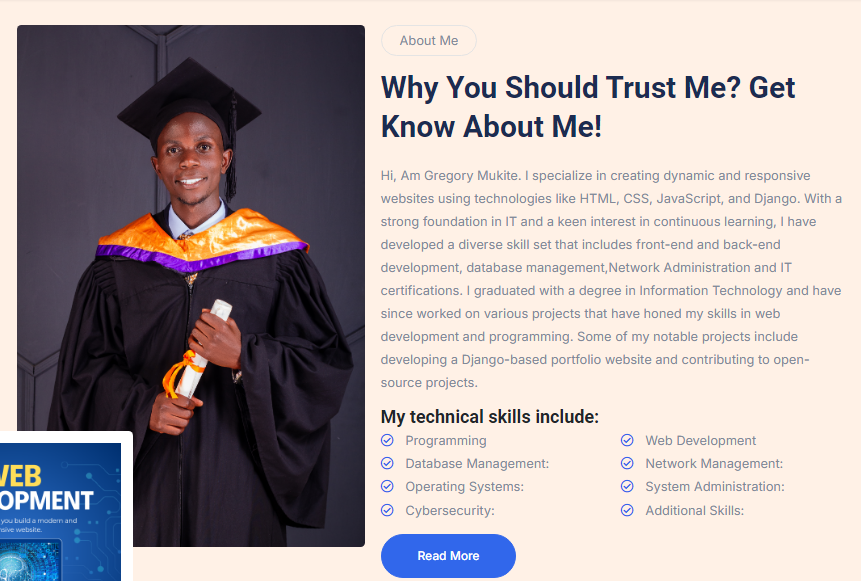 About Me
Why You Should Trust Me? Get
Know About Me!
Hi, Am Gregory Mukite. I specialize in creating dynamic and responsive
websites using technologies like HTML, CSS, JavaScript, and Django. With a
strong foundation in IT and a keen interest in continuous learning, I have
developed a diverse skill set that includes front-end and back-end
development, database management,Network Administration and IT
certifications. I graduated with a degree in Information Technology and have
since worked on various projects that have honed my skills in web
development and programming. Some of my notable projects include
developing a Django-based portfolio website and contributing to open-
source projects.
My technical skills include:
Programming
Web Development
Database Management:
Network Management:
Operating Systems:
System Administration:
Cybersecurity:
Additional Skills:
Read More
WEB
OPMENT
you build a modern and
nsive website.